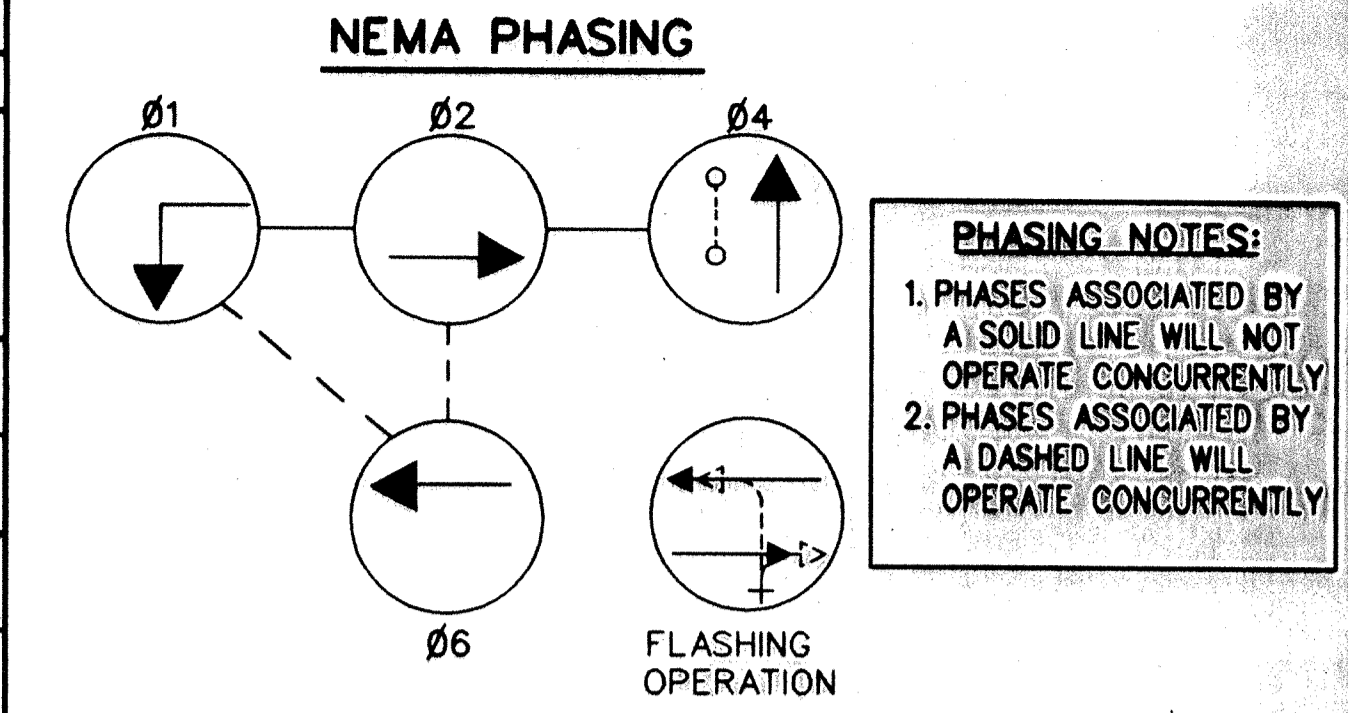 NEMA PHASING
Ø1
Ø2
Ø4
Ø6
FLASHING
OPERATION
PHASING NOTES:
1. PHASES ASSOCIATED BY
A SOLID LINE WILL NOT
OPERATE CONCURRENTLY
2. PHASES ASSOCIATED BY
A DASHED LINE WILL
OPERATE CONCURRENTLY